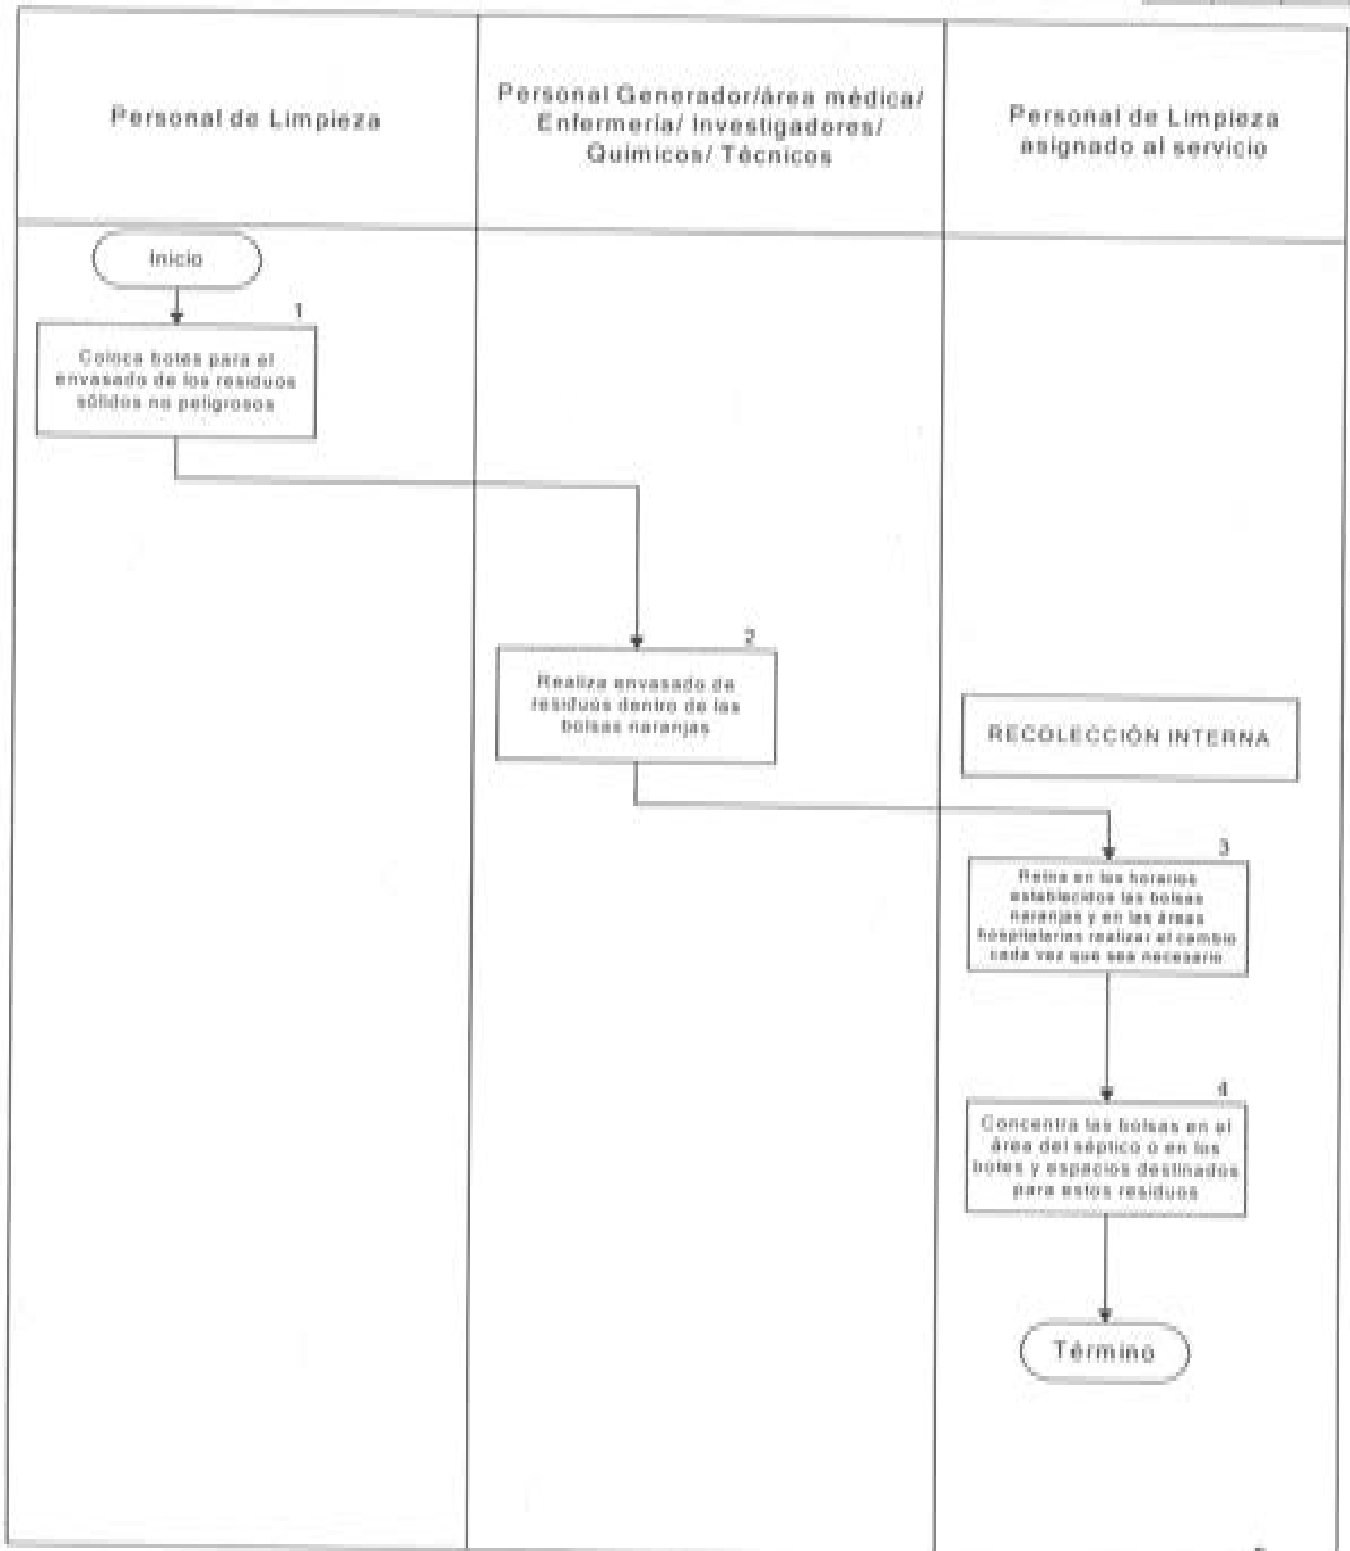 Personal de Limpieza
Personal Generador/área médica/
Enfermería/ Investigadores/
Químicos/ Técnicos
Personal de Limpieza
asignado al servicio
Inicio
1
Coloca botes para el
envasado de los residuos
sólidos no peligrosos
2
Realiza envasado de
residuos dentro de las
bolsas naranjas
RECOLECCIÓN INTERNA
3
en los horarios
establecidos las bolsas
naranjas y en las áreas
hospitalarias realizar el cambio
cada vez que sea necesario
4
Concentra las bolsas en el
área del séptico o en los
botes y espacios destinados
para estos residuos
Término